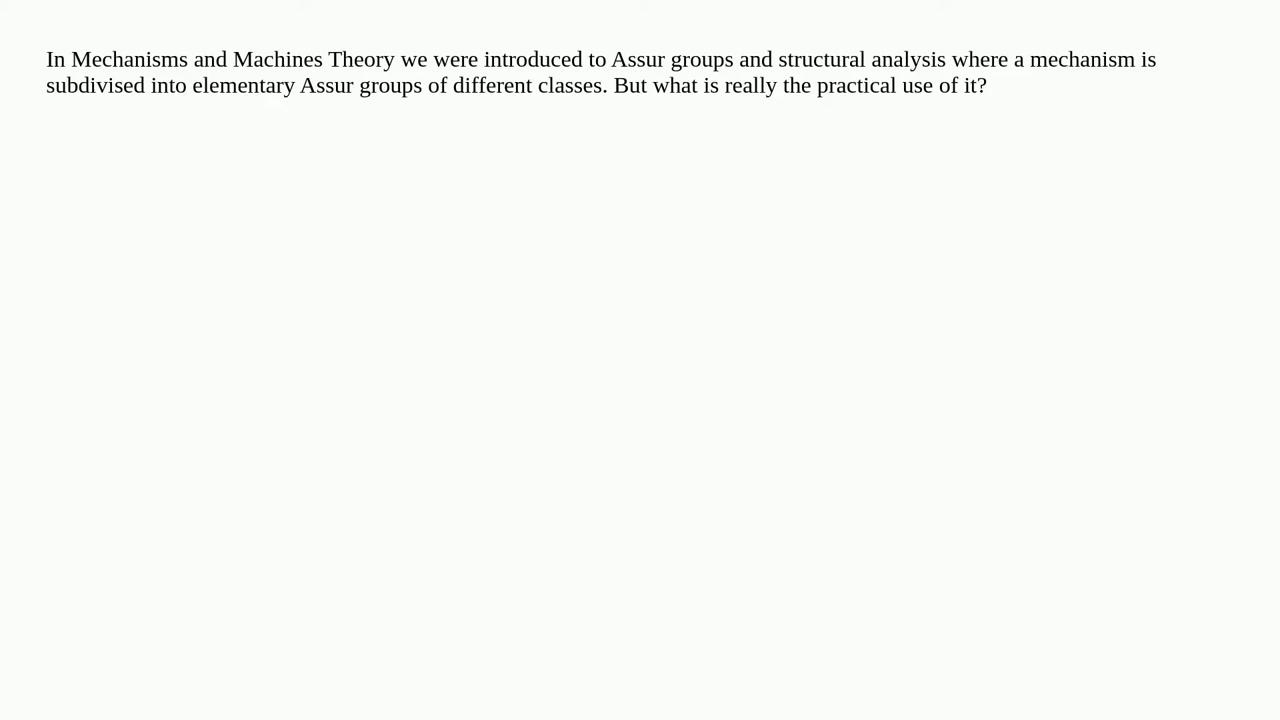 In Mechanisms and Machines Theory we were introduced to Assur groups and structural analysis where a mechanism is
subdivised into elementary Assur groups of different classes. But what is really the practical use of it?